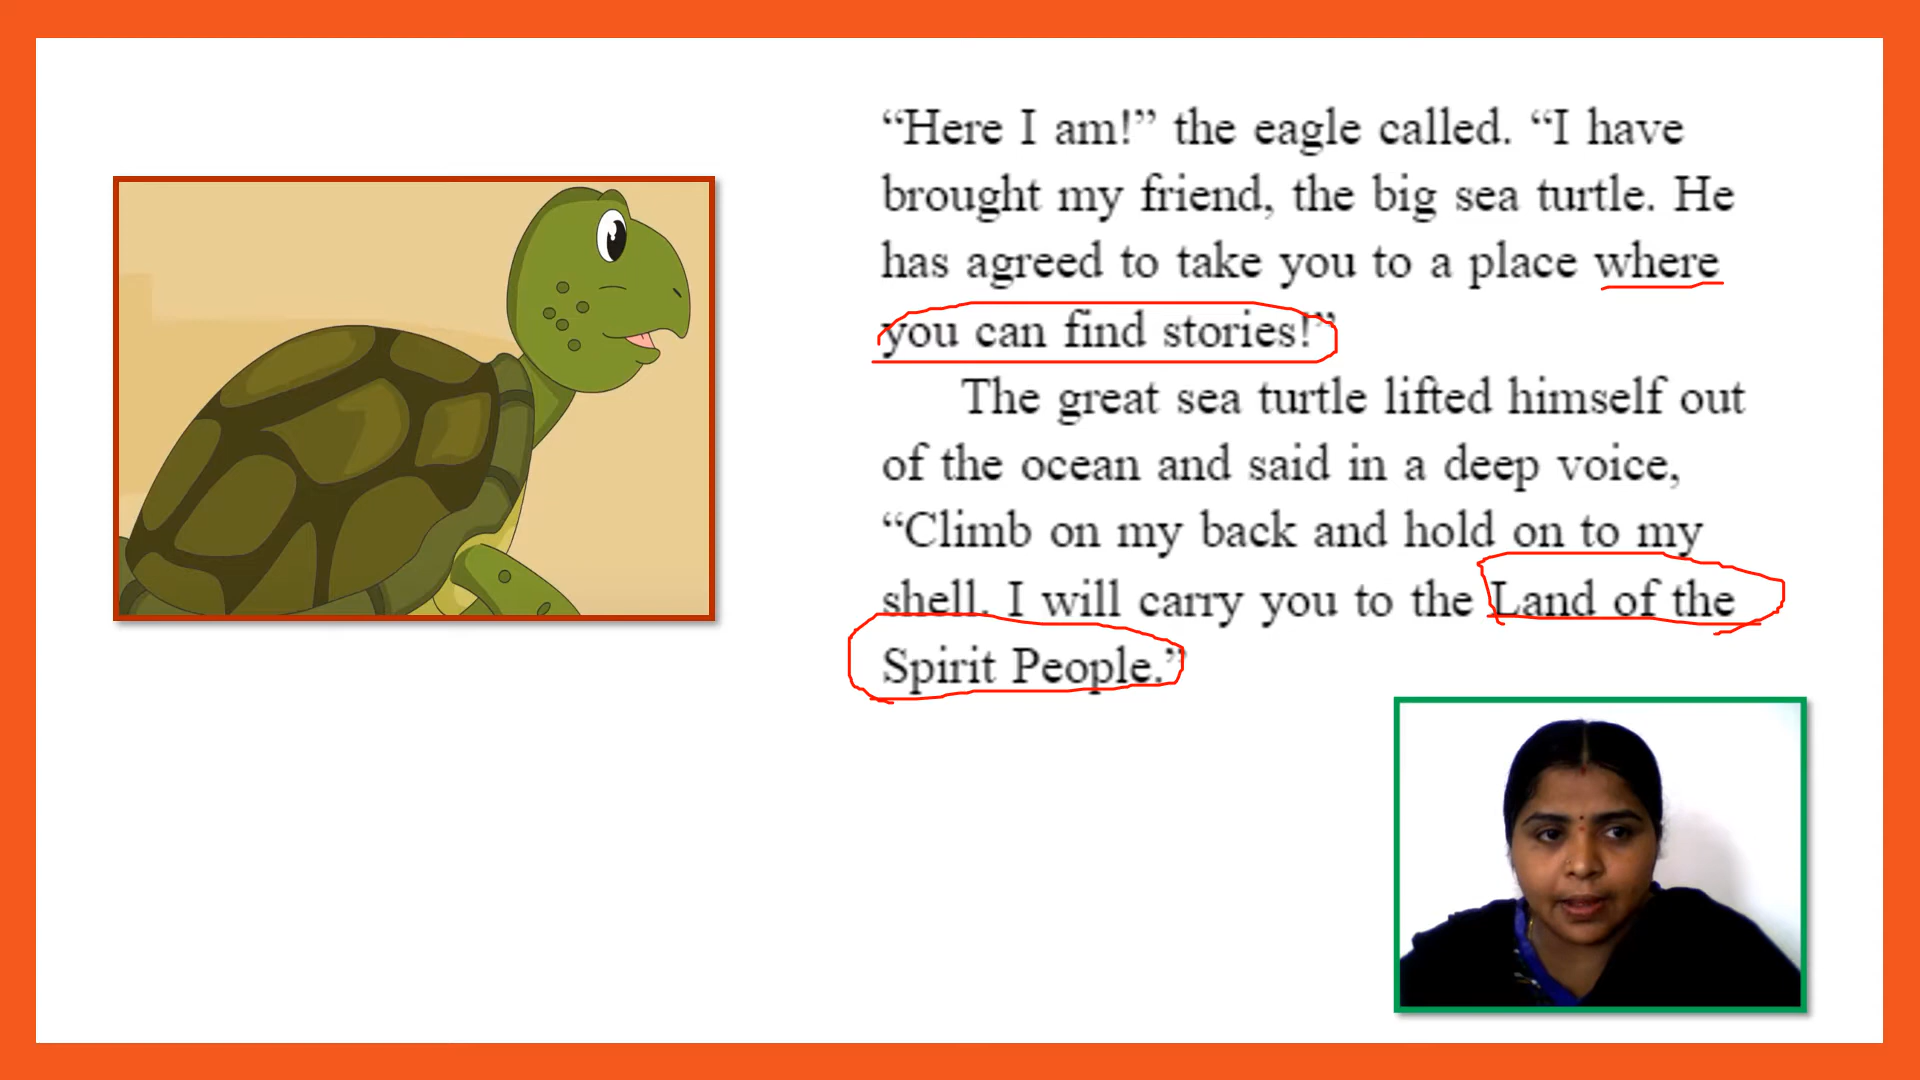 “Here I am!” the eagle called. “I have
brought my friend, the big sea turtle. He
has agreed to take you to a place where
you can find stories!”
The great sea turtle lifted himself out
of the ocean and said in a deep voice,
“Climb on my back and hold on to my
shell. I will carry you to the Land of the
Spirit People.”